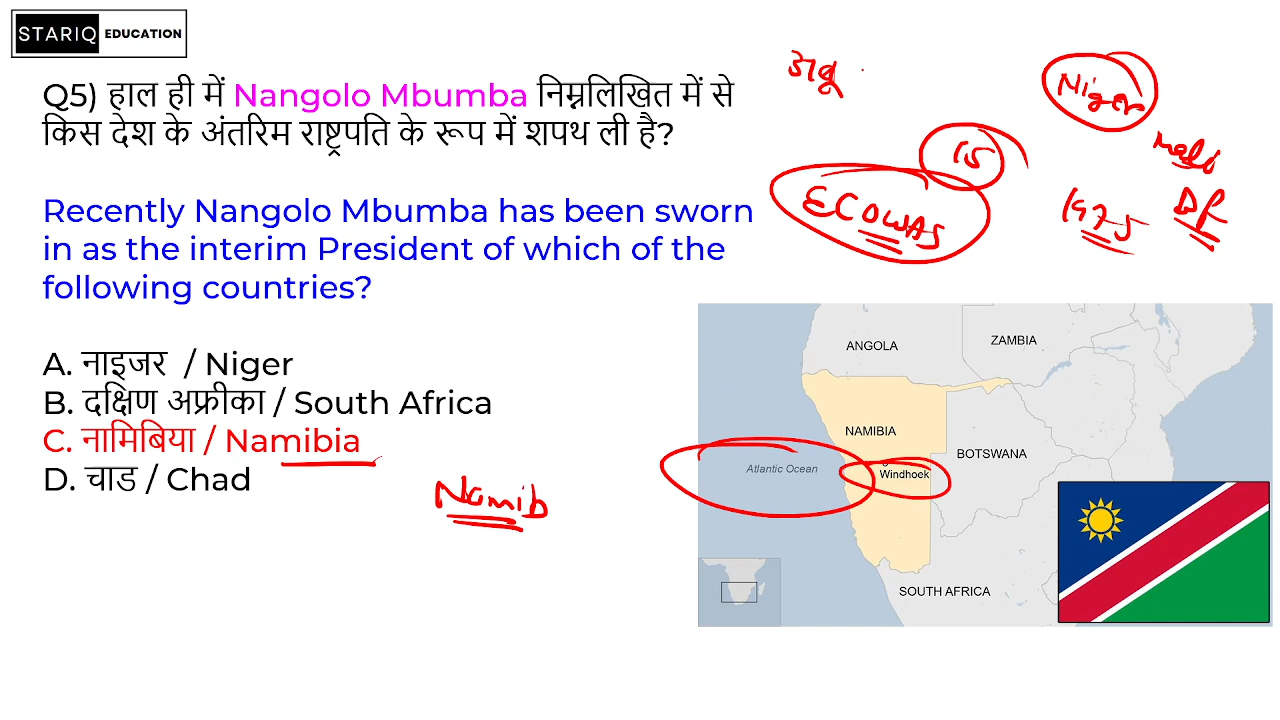 STARIQ EDUCATION
Q5) हाल ही में Nangolo Mbumba निम्नलिखित में से
किस देश के अंतरिम राष्ट्रपति के रूप में शपथ ली है?
Recently Nangolo Mbumba has been sworn
in as the interim President of which of the
following countries?
A. नाइजर / Niger
B. दक्षिण अफ्रीका / South Africa
C. नामिबिया / Namibia
D. चाड / Chad
Namib
Niger
15
ECOWAS
1975
ANGOLA
ZAMBIA
NAMIBIA
BOTSWANA
Atlantic Ocean
Windhoek
SOUTH AFRICA